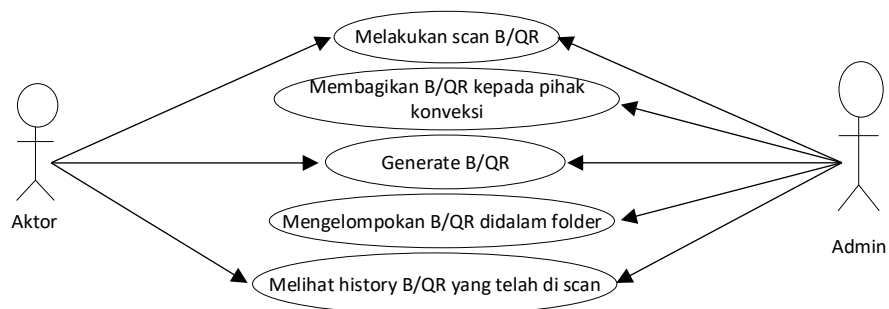 Melakukan scan B/QR
Membagikan B/QR kepada pihak
konveksi
Generate B/QR
Aktor
Mengelompokan B/QR didalam folder
Admin
Melihat history B/QR yang telah di scan